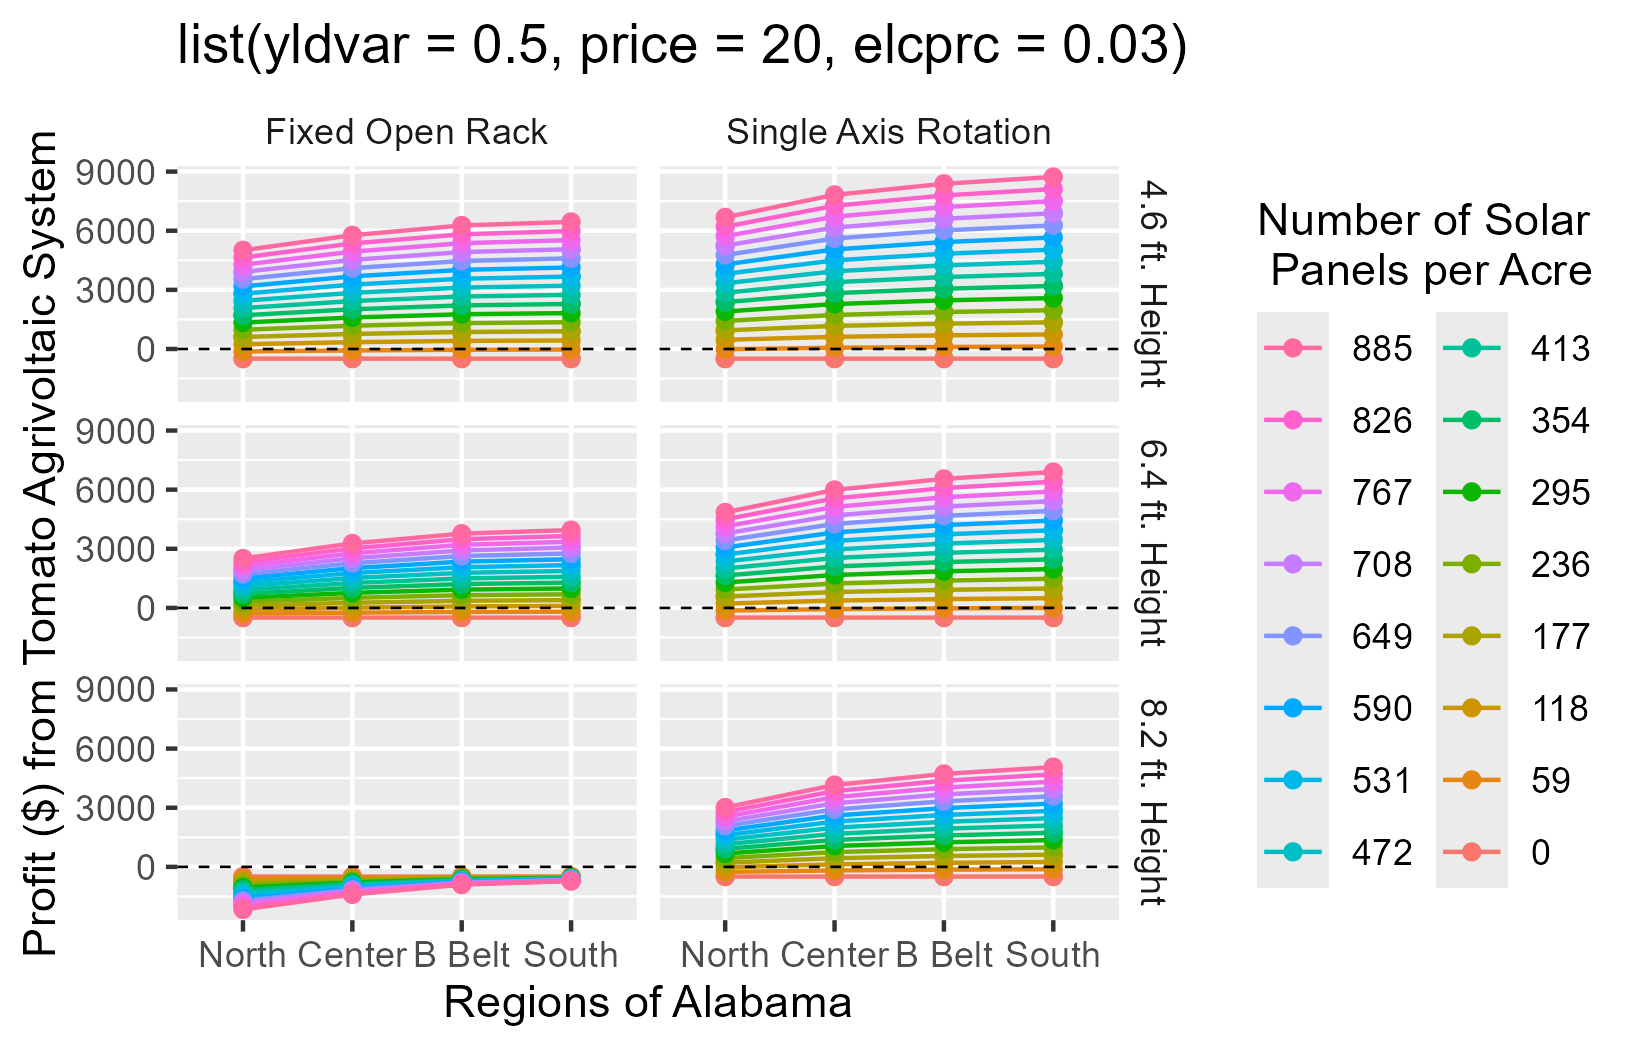 list(yldvar = 0.5, price = 20, elcprc = 0.03)
Fixed Open Rack
Single Axis Rotation
Profit ($) from Tomato Agrivoltaic System
9000
6000
3000
0
4.6 ft. Height
9000
6000
3000
0
6.4 ft. Height
9000
6000
3000
0
8.2 ft. Height
North Center B Belt South
North Center B Belt South
Regions of Alabama
Number of Solar
Panels per Acre
885
826
767
708
649
590
531
472
413
354
295
236
177
118
59
0